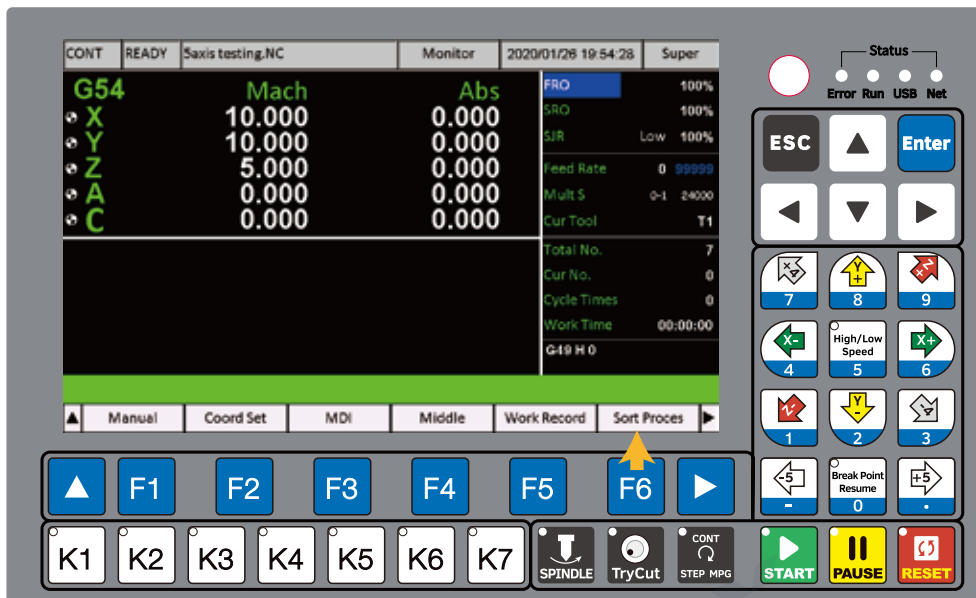 CONT READY 5axis testing.NC Monitor 2020/01/26 19:54:28 Super
G54 Mach Abs
X 10.000 0.000
Y 10.000 0.000
Z 5.000 0.000
A 0.000 0.000
C 0.000 0.000
FRO 100%
SRO 100%
SJR Low 100%
Feed Rate 0 99999
Mult S 0-1 24000
Cur Tool T1
Total No. 7
Cur No. 0
Cycle Times 0
Work Time 00:00:00
G49 H 0
Manual Coord Set MDI Middle Work Record Sort Proces
F1 F2 F3 F4 F5 F6
K1 K2 K3 K4 K5 K6 K7
SPINDLE TryCut CONT
STEP MPG
START PAUSE RESET
Status
Error Run USB Net
ESC Enter
X4 Y+ Z+
7 8 9
X- High/Low Speed X+
4 5 6
Z- Y- 4
1 2 3
-5 Break Point Resume +5
- 0 .